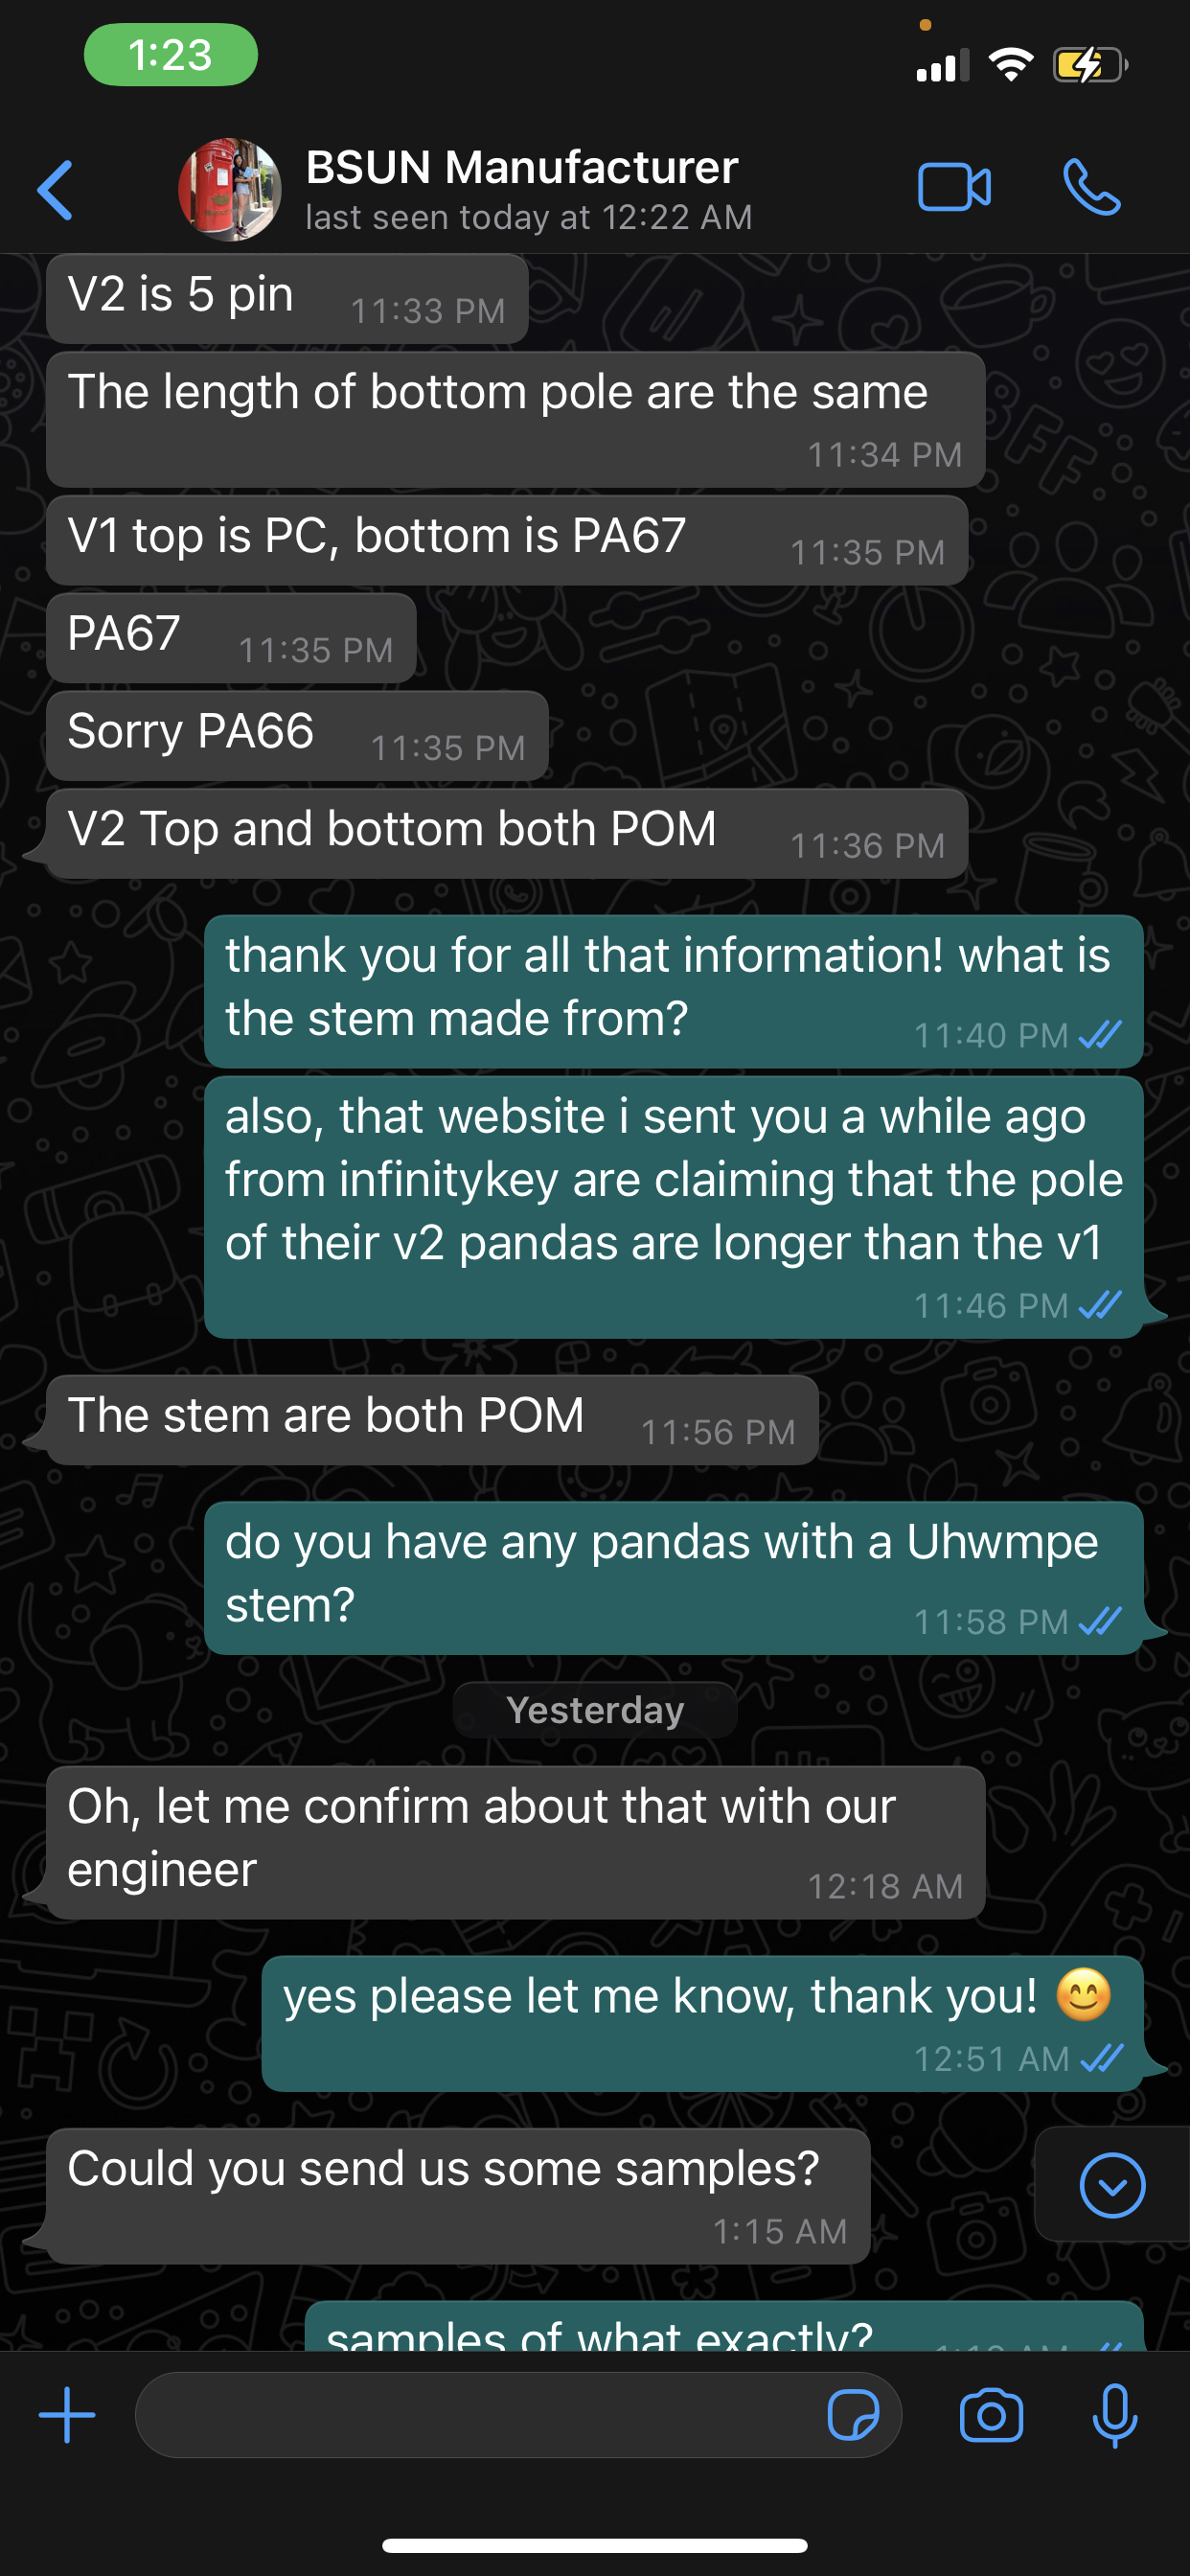 1:23
BSUN Manufacturer
last seen today at 12:22 AM
V2 is 5 pin 11:33 PM
The length of bottom pole are the same
11:34 PM
V1 top is PC, bottom is PA67 11:35 PM
PA67 11:35 PM
Sorry PA66 11:35 PM
V2 Top and bottom both POM 11:36 PM
thank you for all that information! what is
the stem made from? 11:40 PM
also, that website i sent you a while ago
from infinitykey are claiming that the pole
of their v2 pandas are longer than the v1
11:46 PM
The stem are both POM 11:56 PM
do you have any pandas with a Uhwmpe
stem? 11:58 PM
Yesterday
Oh, let me confirm about that with our
engineer 12:18 AM
yes please let me know, thank you! 😊
12:51 AM
Could you send us some samples?
1:15 AM
samples of what exactly?